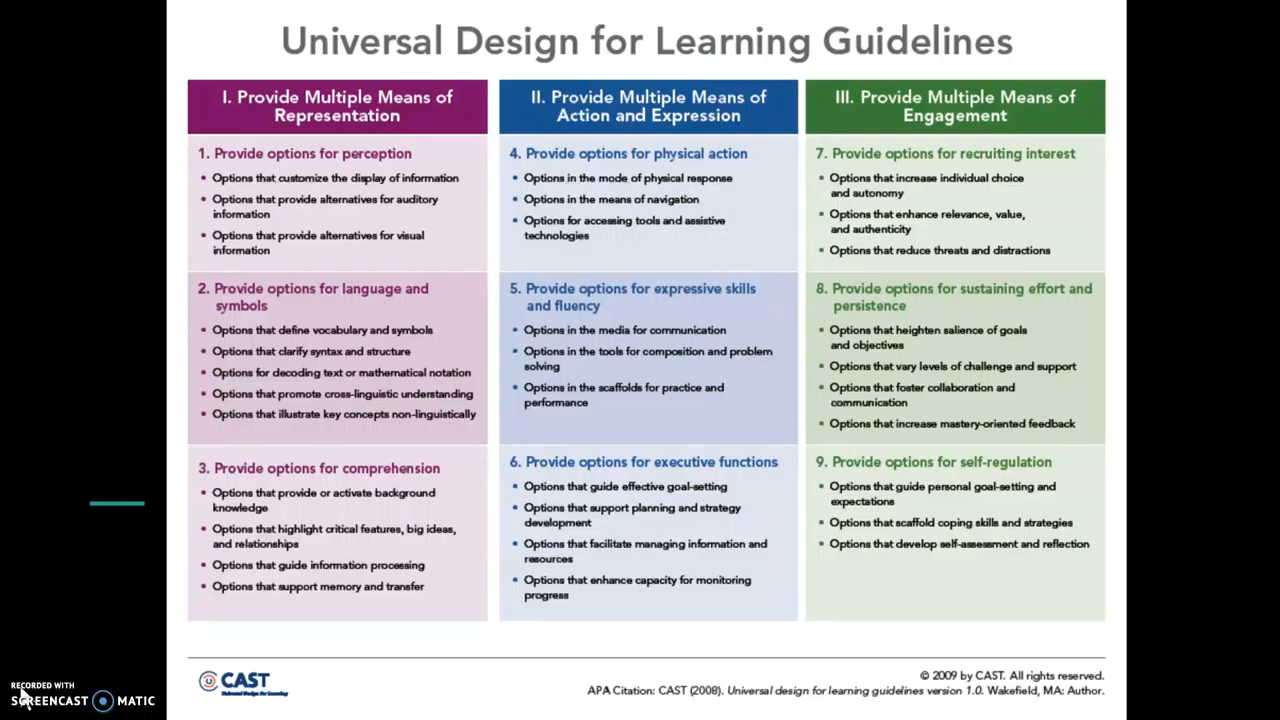 Universal Design for Learning Guidelines
I. Provide Multiple Means of
Representation
1. Provide options for perception
• Options that customize the display of information
• Options that provide alternatives for auditory
information
• Options that provide alternatives for visual
information
2. Provide options for language and
symbols
• Options that define vocabulary and symbols
• Options that clarify syntax and structure
• Options for decoding text or mathematical notation
• Options that promote cross-linguistic understanding
• Options that illustrate key concepts non-linguistically
3. Provide options for comprehension
• Options that provide or activate background
knowledge
• Options that highlight critical features, big ideas,
and relationships
• Options that guide information processing
• Options that support memory and transfer
II. Provide Multiple Means of
Action and Expression
4. Provide options for physical action
• Options in the mode of physical response
• Options in the means of navigation
• Options for accessing tools and assistive
technologies
5. Provide options for expressive skills
and fluency
• Options in the media for communication
• Options in the tools for composition and problem
solving
• Options in the scaffolds for practice and
performance
6. Provide options for executive functions
• Options that guide effective goal-setting
• Options that support planning and strategy
development
• Options that facilitate managing information and
resources
• Options that enhance capacity for monitoring
progress
III. Provide Multiple Means of
Engagement
7. Provide options for recruiting interest
• Options that increase individual choice
and autonomy
• Options that enhance relevance, value,
and authenticity
• Options that reduce threats and distractions
8. Provide options for sustaining effort and
persistence
• Options that heighten salience of goals
and objectives
• Options that vary levels of challenge and support
• Options that foster collaboration and
communication
• Options that increase mastery-oriented feedback
9. Provide options for self-regulation
• Options that guide personal goal-setting and
expectations
• Options that scaffold coping skills and strategies
• Options that develop self-assessment and reflection
CAST
Universal Design for Learning
© 2009 by CAST. All rights reserved.
APA Citation: CAST (2008). Universal design for learning guidelines version 1.0. Wakefield, MA: Author.
RECORDED WITH
SCREENCAST MATIC